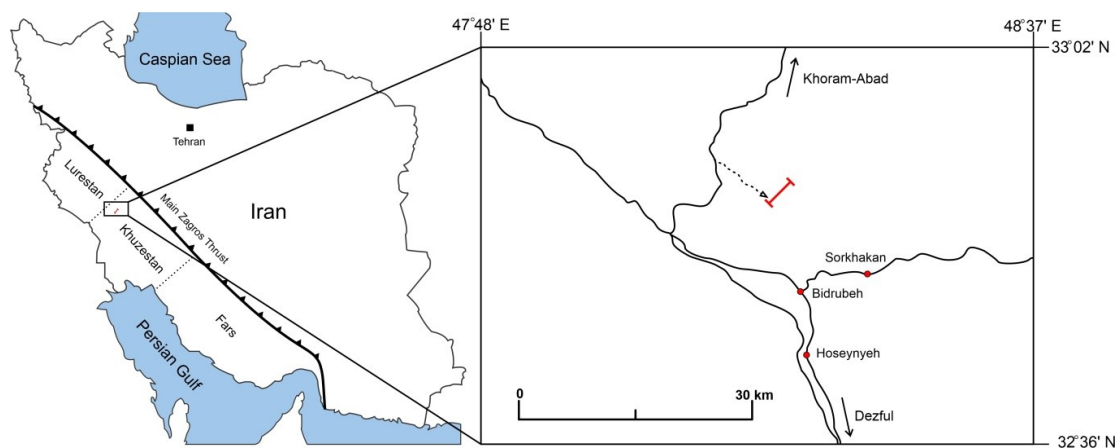 47°48' E
48°37' E
Caspian Sea
33°02' N
Khoram-Abad
Tehran
Lurestan
Main Zagros Thrust
Iran
Khuzestan
Sorkhakan
Bidrubeh
Fars
Persian Gulf
Hoseynyeh
0
30 km
Dezful
32°36' N